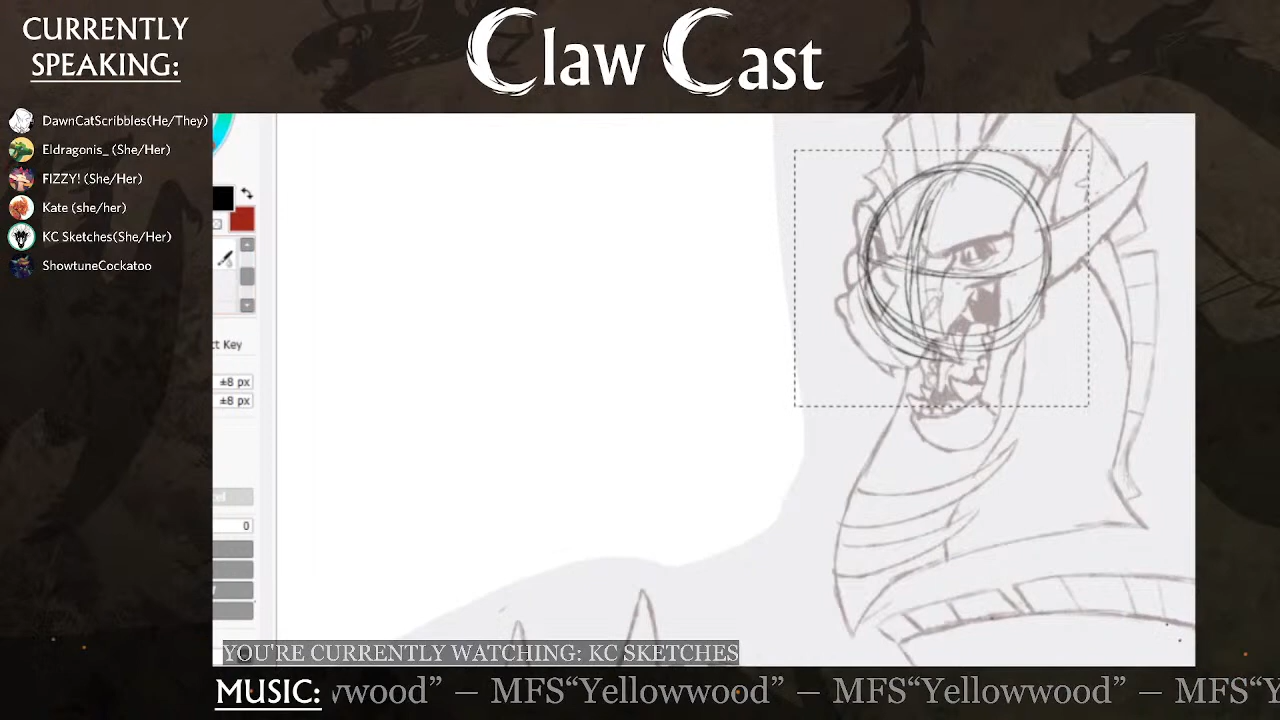 CURRENTLY
SPEAKING:
Claw Cast
DawnCatScribbles(He/They)
Eldragonis_ (She/Her)
FIZZY! (She/Her)
Kate (she/her)
KC Sketches(She/Her)
ShowtuneCockatoo
ct Key
±8 px
±8 px
0
YOU'RE CURRENTLY WATCHING: KC SKETCHES
MUSIC: wood” — MFS“Yellowwood” — MFS“Yellowwood” — MFS“Y